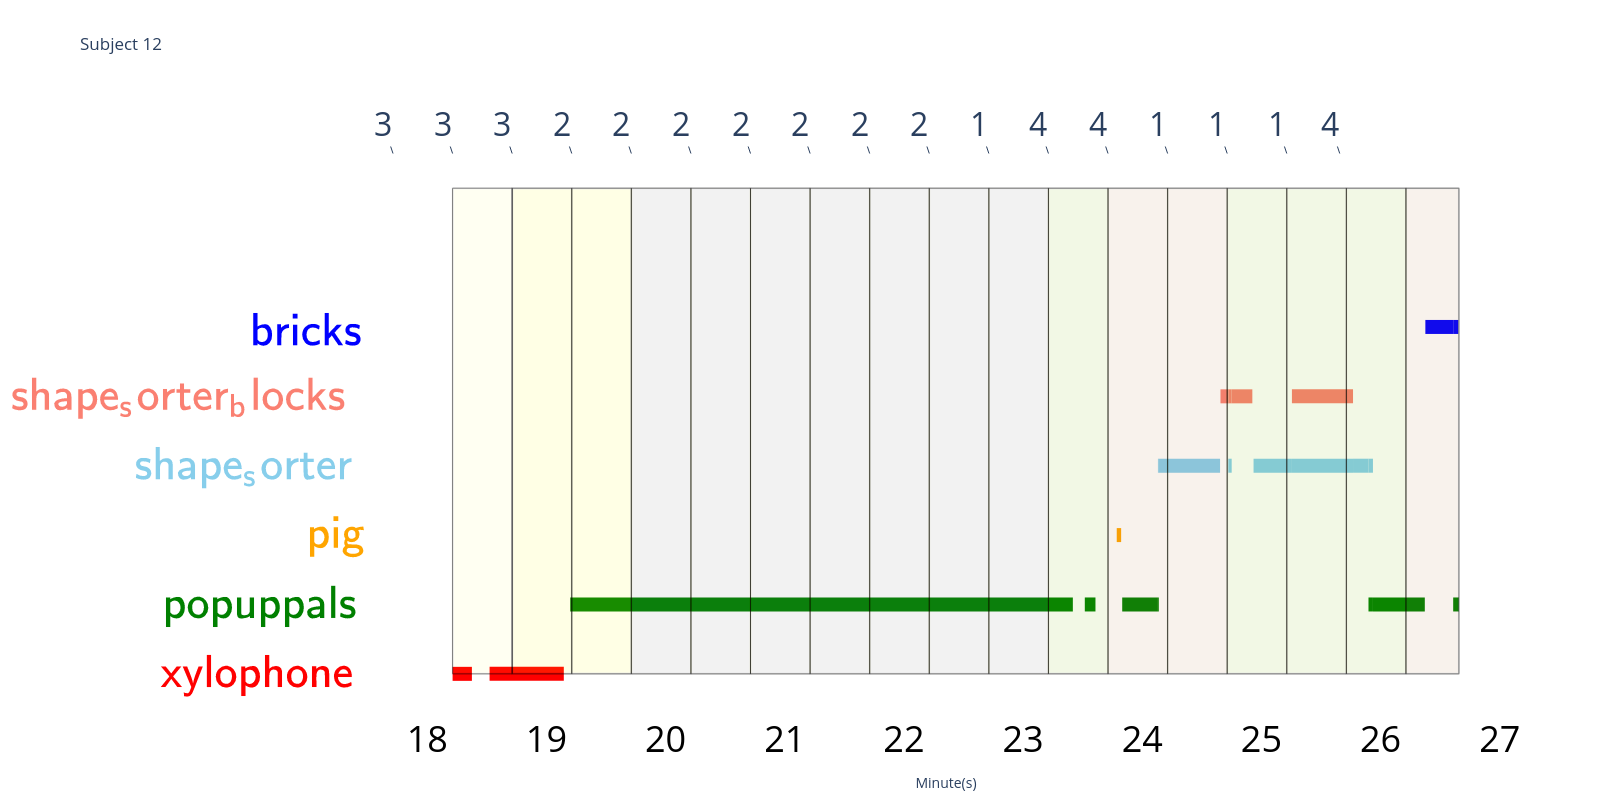 Subject 12
3 3 3 2 2 2 2 2 2 2 1 4 4 1 1 1 4
bricks
shapesorterblocks
shapesorter
pig
popuppals
xylophone
18 19 20 21 22 23 24 25 26 27
Minute(s)